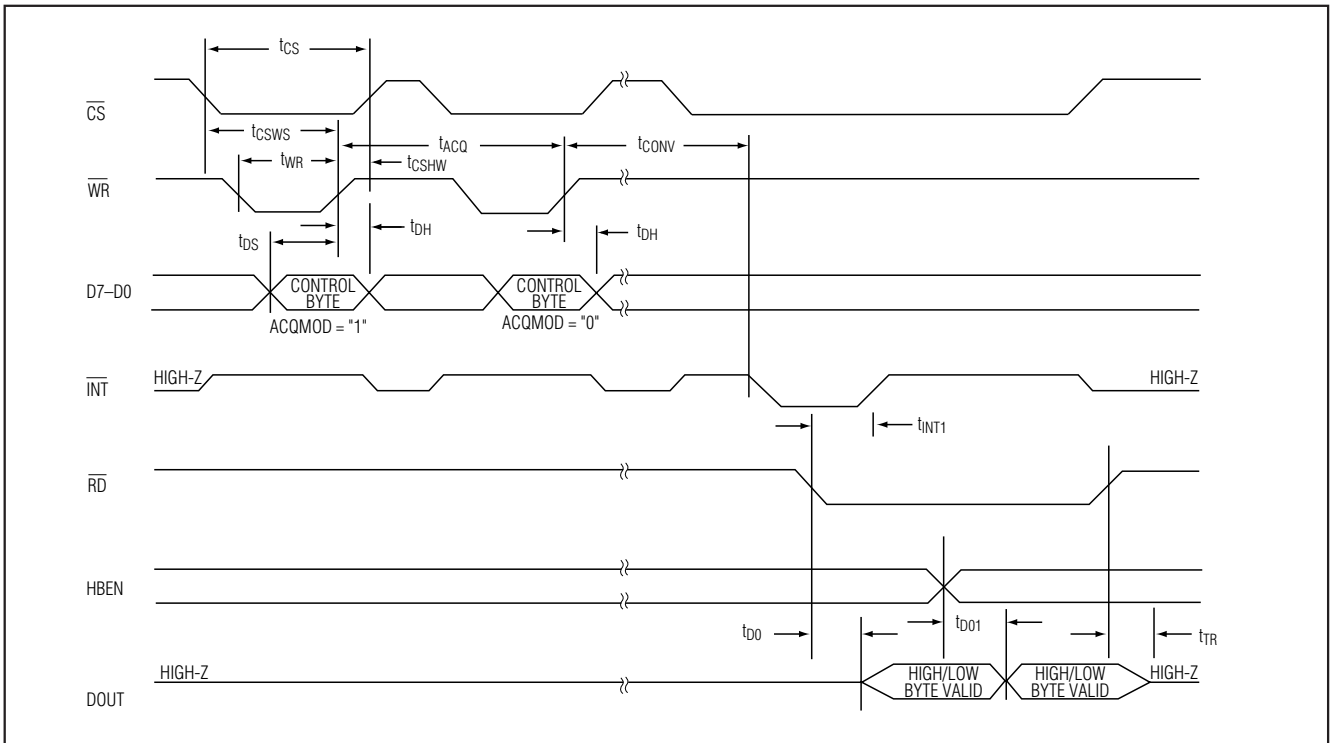 tCS
CS
tCSWS
tACQ
tCONV
tWR
tCSHW
WR
tDH
tDH
tDS
D7–D0
CONTROL
BYTE
CONTROL
BYTE
ACQMOD = "1"
ACQMOD = "0"
HIGH-Z
HIGH-Z
INT
tINT1
RD
HBEN
tD0
tD01
tTR
HIGH-Z
HIGH/LOW
BYTE VALID
HIGH/LOW
BYTE VALID
HIGH-Z
DOUT